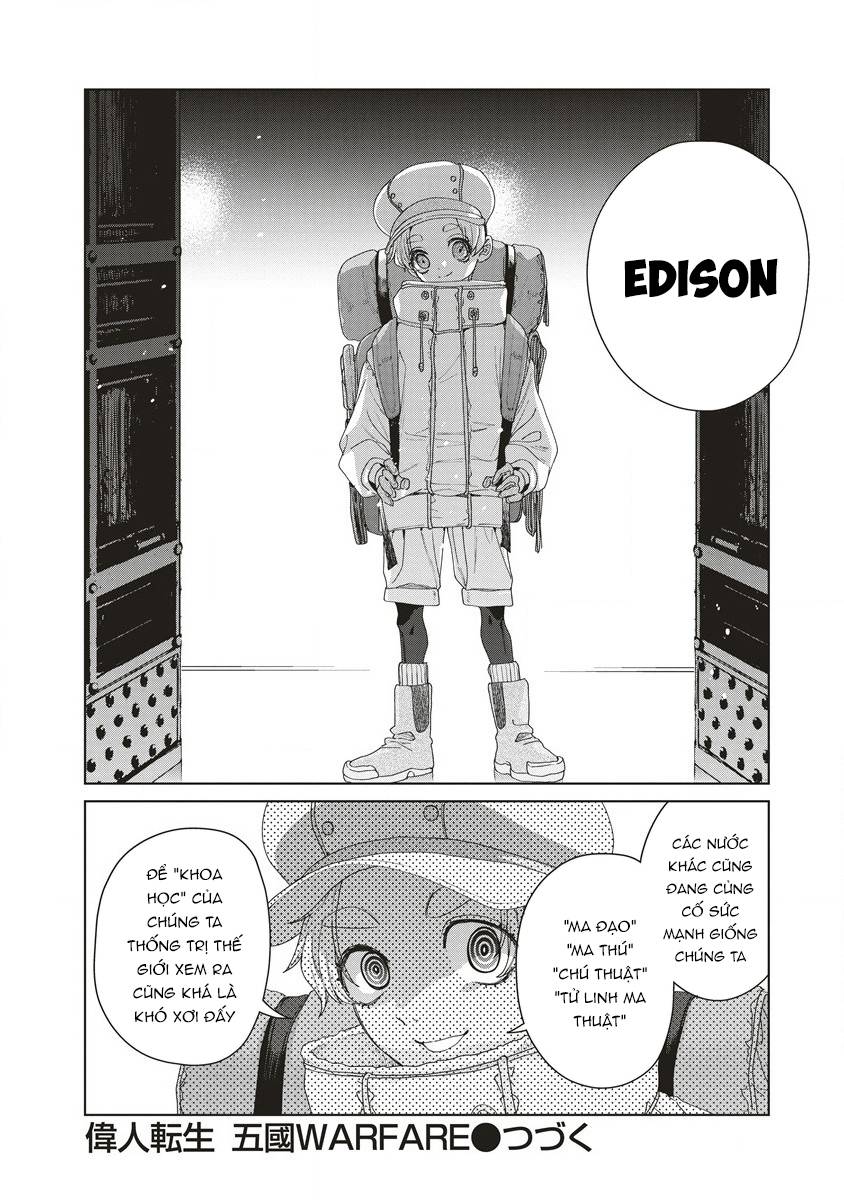 EDISON
CÁC NƯỚC
KHÁC CŨNG
ĐANG CỦNG
CỐ SỨC
MẠNH GIỐNG
CHÚNG TA
"MA ĐẠO"
"MA THÚ"
"CHÚ THUẬT"
"TỬ LINH MA
THUẬT"
ĐỂ "KHOA
HỌC" CỦA
CHÚNG TA
THỐNG TRỊ THẾ
GIỚI XEM RA
CŨNG KHÁ LÀ
KHÓ XƠI ĐẤY
偉人転生 五國WARFARE●つづく